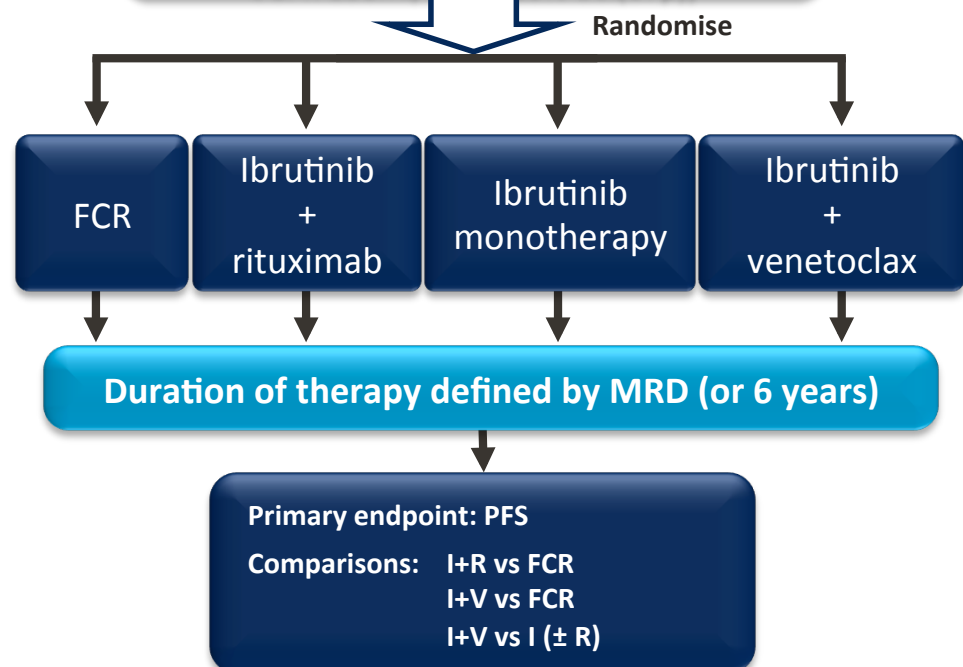 Randomise
FCR
Ibrutinib
+
rituximab
Ibrutinib
monotherapy
Ibrutinib
+
venetoclax
Duration of therapy defined by MRD (or 6 years)
Primary endpoint: PFS
Comparisons: I+R vs FCR
I+V vs FCR
I+V vs I (± R)